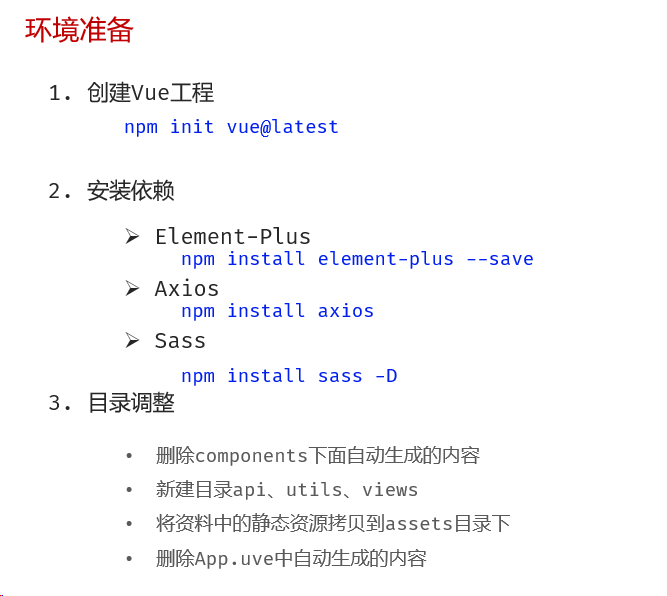 环境准备
1. 创建Vue工程
npm init vue@latest
2. 安装依赖
➢ Element-Plus
npm install element-plus --save
➢ Axios
npm install axios
➢ Sass
npm install sass -D
3. 目录调整
• 删除components下面自动生成的内容
• 新建目录api、utils、views
• 将资料中的静态资源拷贝到assets目录下
• 删除App.uve中自动生成的内容